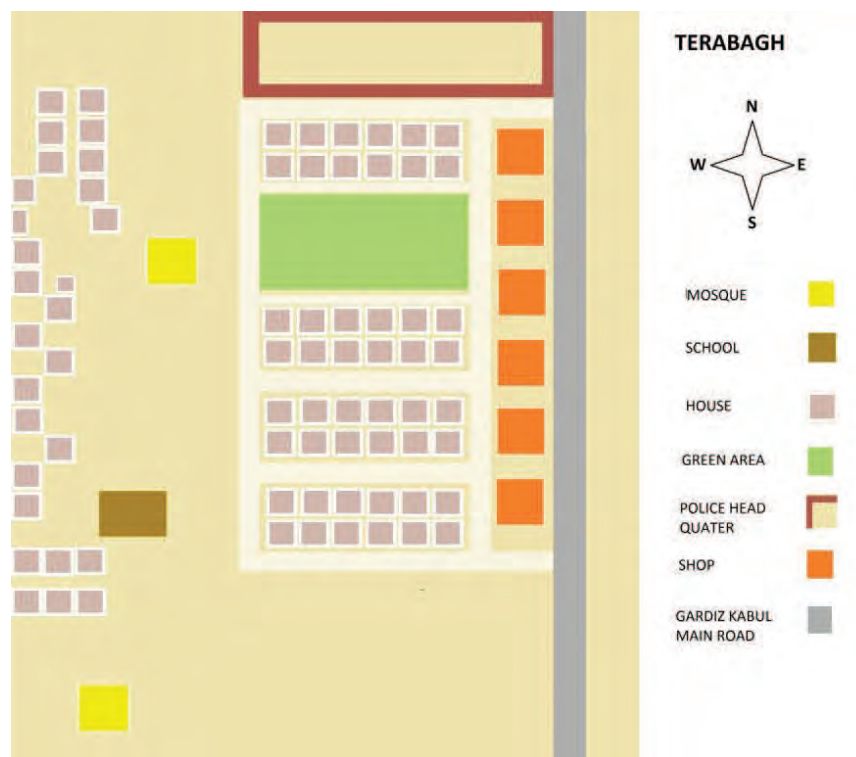 TERABAGH
N
W E
S
MOSQUE
SCHOOL
HOUSE
GREEN AREA
POLICE HEAD
QUATER
SHOP
GARDIZ KABUL
MAIN ROAD